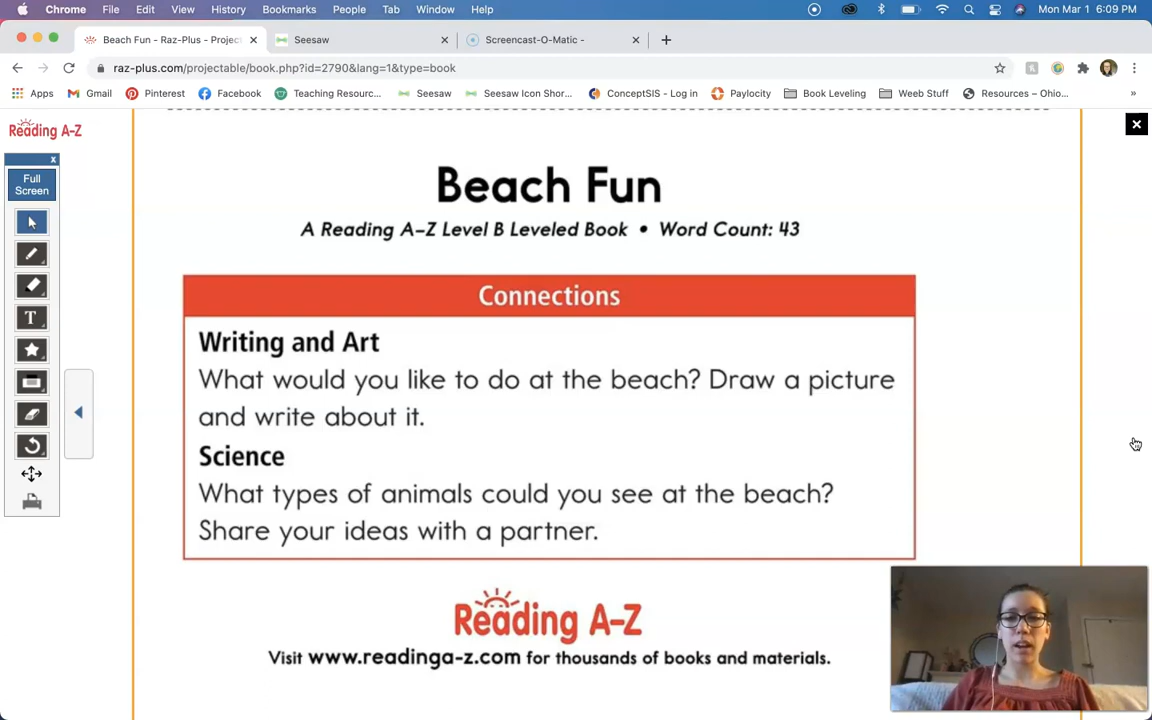 Chrome File Edit View History Bookmarks People Tab Window Help Mon Mar 1 6:09 PM
Beach Fun - Raz-Plus - Projec Seesaw Screencast-O-Matic -
raz-plus.com/projectable/book.php?id=2790&lang=1&type=book
Apps Gmail Pinterest Facebook Teaching Resourc... Seesaw Seesaw Icon Shor... ConceptSIS - Log in Paylocity Book Leveling Weeb Stuff Resources – Ohio... »
Reading A-Z
x
Full
Screen
T
Beach Fun
A Reading A–Z Level B Leveled Book • Word Count: 43
Connections
Writing and Art
What would you like to do at the beach? Draw a picture
and write about it.
Science
What types of animals could you see at the beach?
Share your ideas with a partner.
Reading A-Z
Visit www.readinga-z.com for thousands of books and materials.